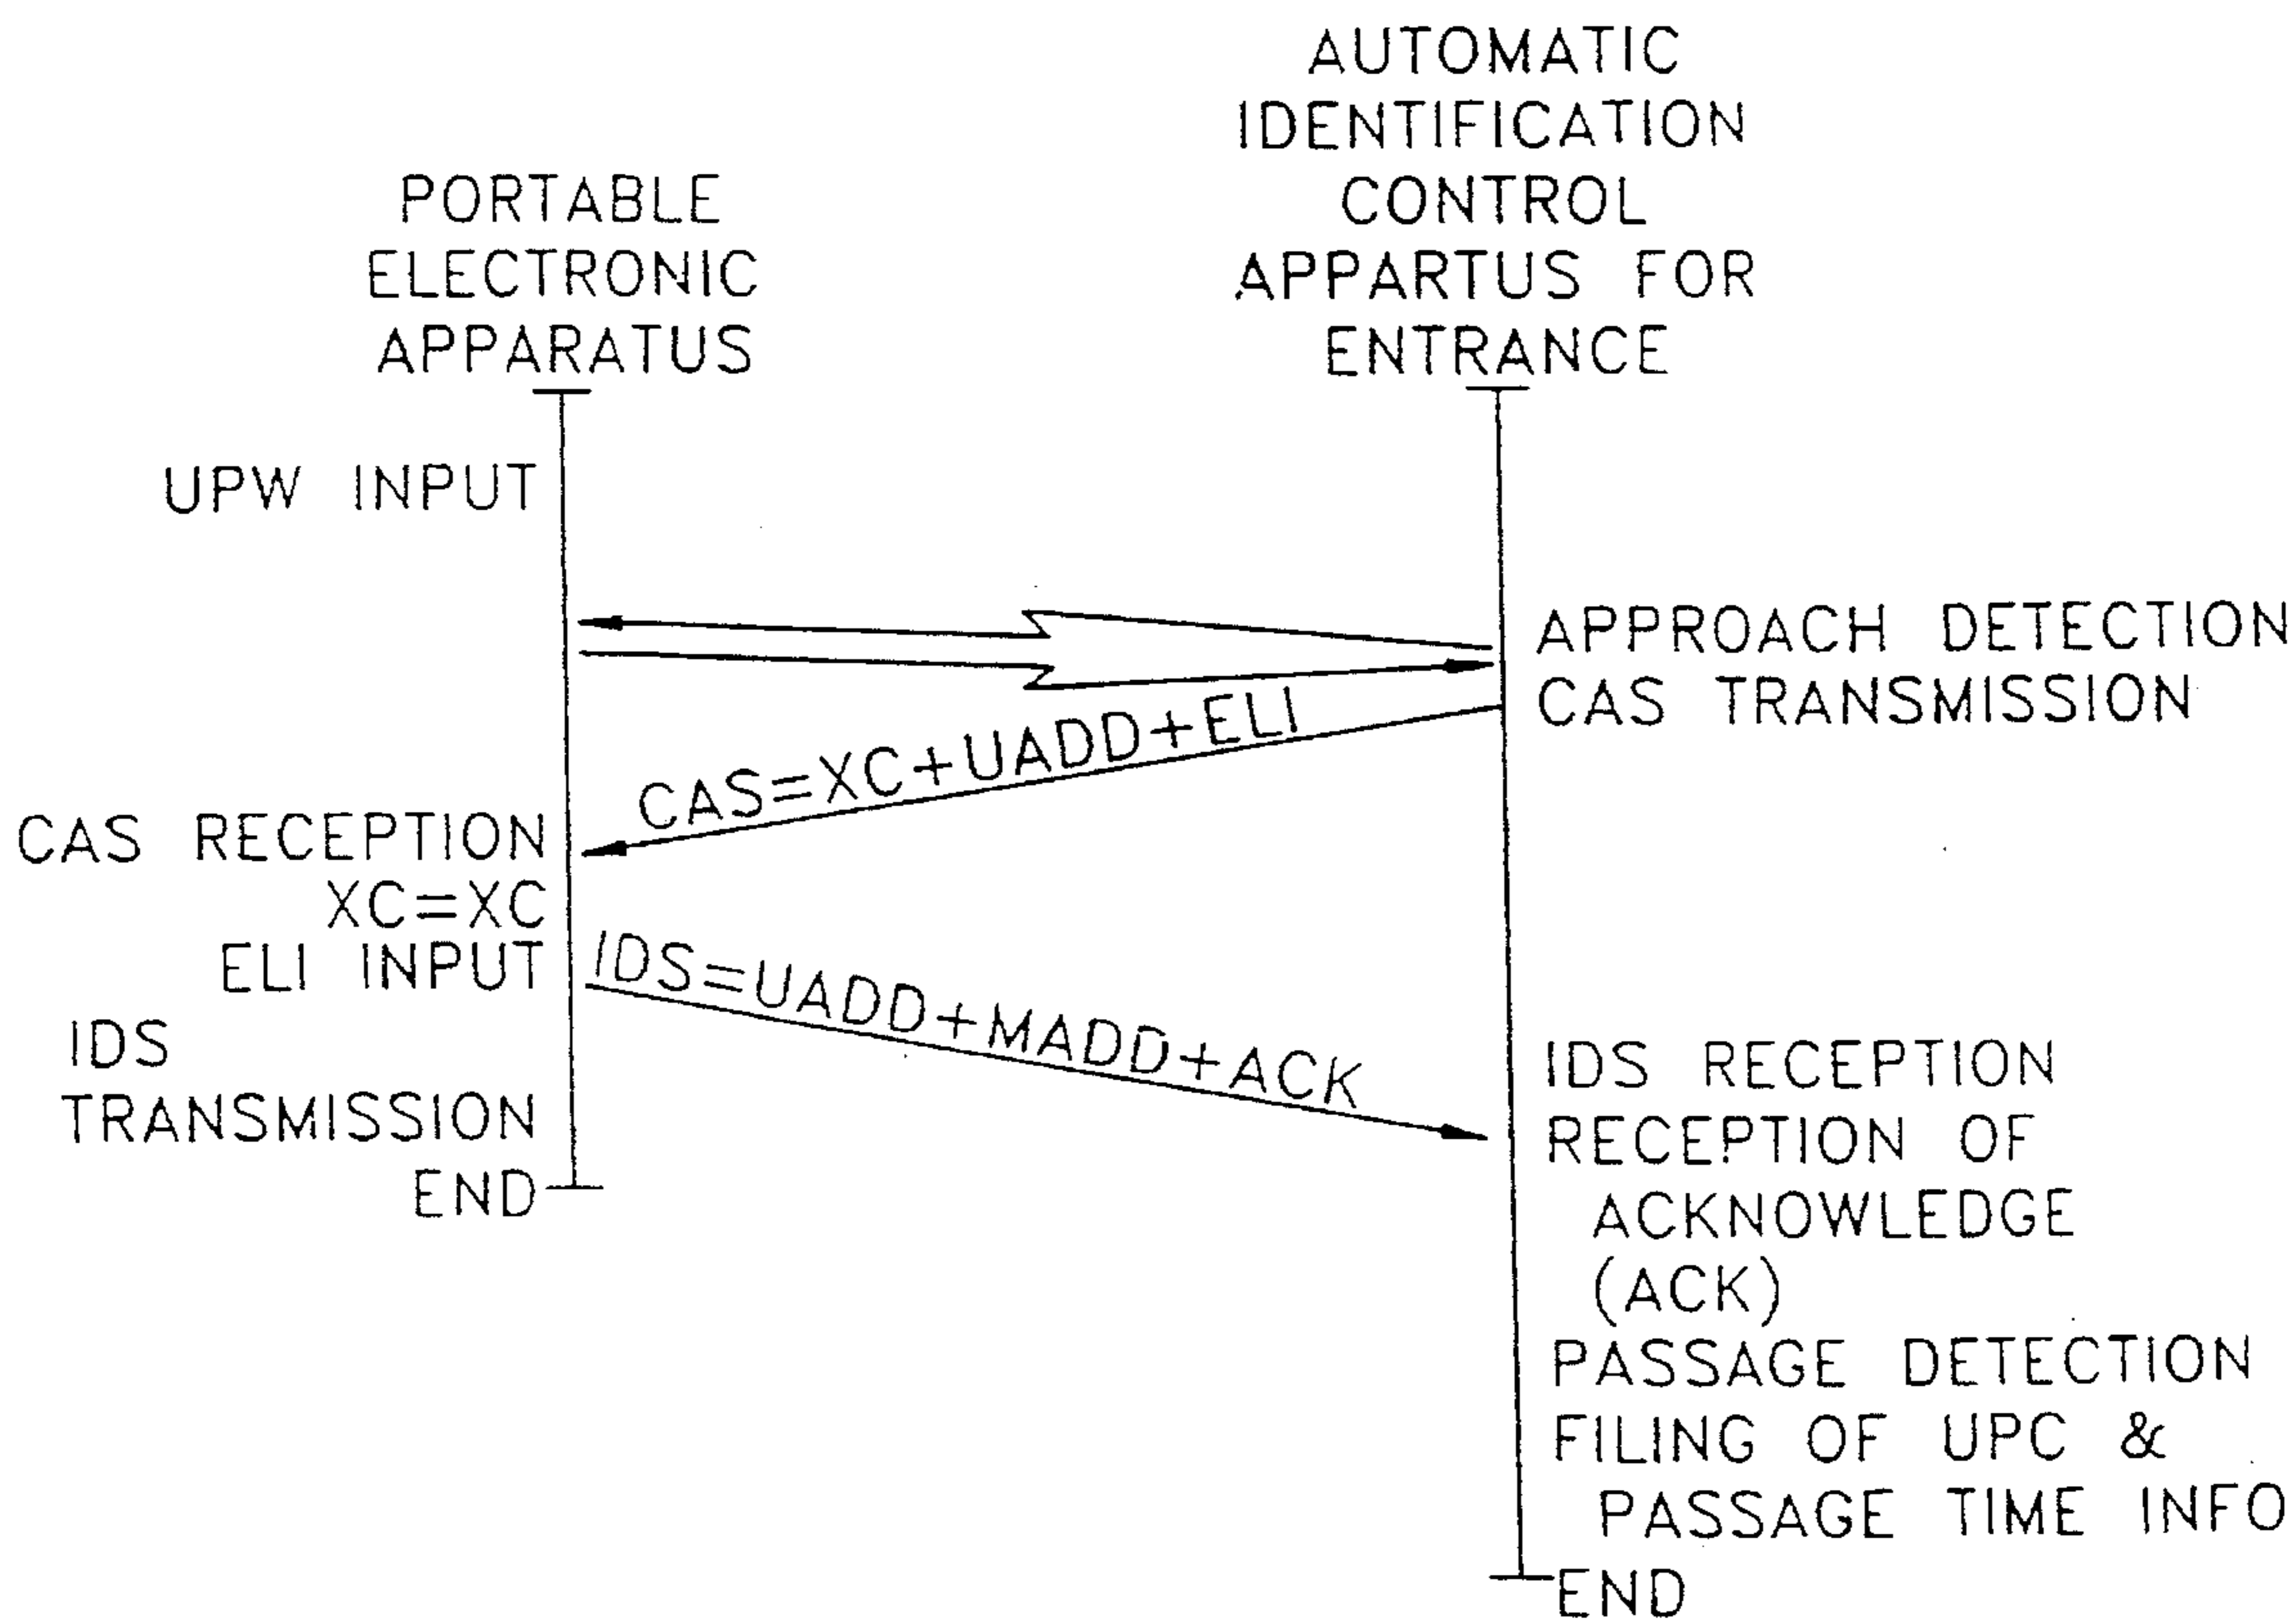 PORTABLE
ELECTRONIC
APPARATUS
AUTOMATIC
IDENTIFICATION
CONTROL
APPARTUS FOR
ENTRANCE
UPW INPUT
APPROACH DETECTION
CAS TRANSMISSION
CAS=XC+UADD+ELI
CAS RECEPTION
XC=XC
ELI INPUT
IDS=UADD+MADD+ACK
IDS
TRANSMISSION
END
IDS RECEPTION
RECEPTION OF
ACKNOWLEDGE
(ACK)
PASSAGE DETECTION
FILING OF UPC &
PASSAGE TIME INFO
END